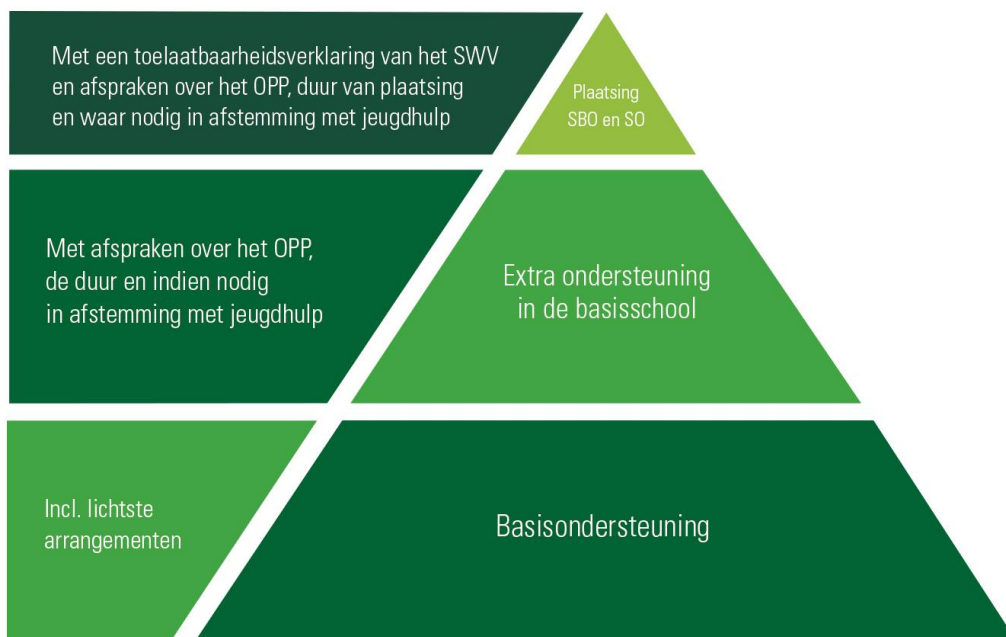 Met een toelaatbaarheidsverklaring van het SWV
en afspraken over het OPP, duur van plaatsing
en waar nodig in afstemming met jeugdhulp
Plaatsing
SBO en SO
Met afspraken over het OPP,
de duur en indien nodig
in afstemming met jeugdhulp
Extra ondersteuning
in de basisschool
Incl. lichtste
arrangementen
Basisondersteuning